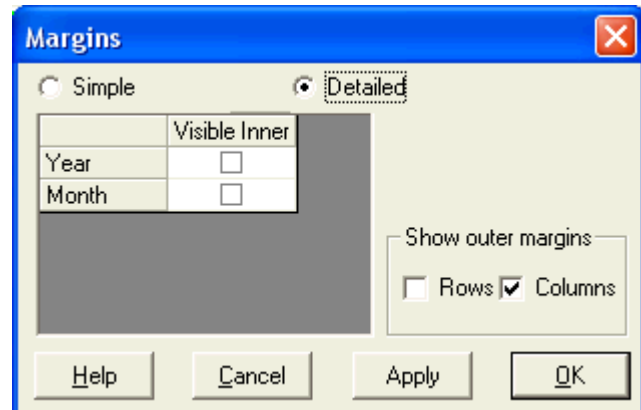 Margins
Simple Detailed
Visible Inner
Year
Month
Show outer margins
Rows Columns
Help Cancel Apply OK